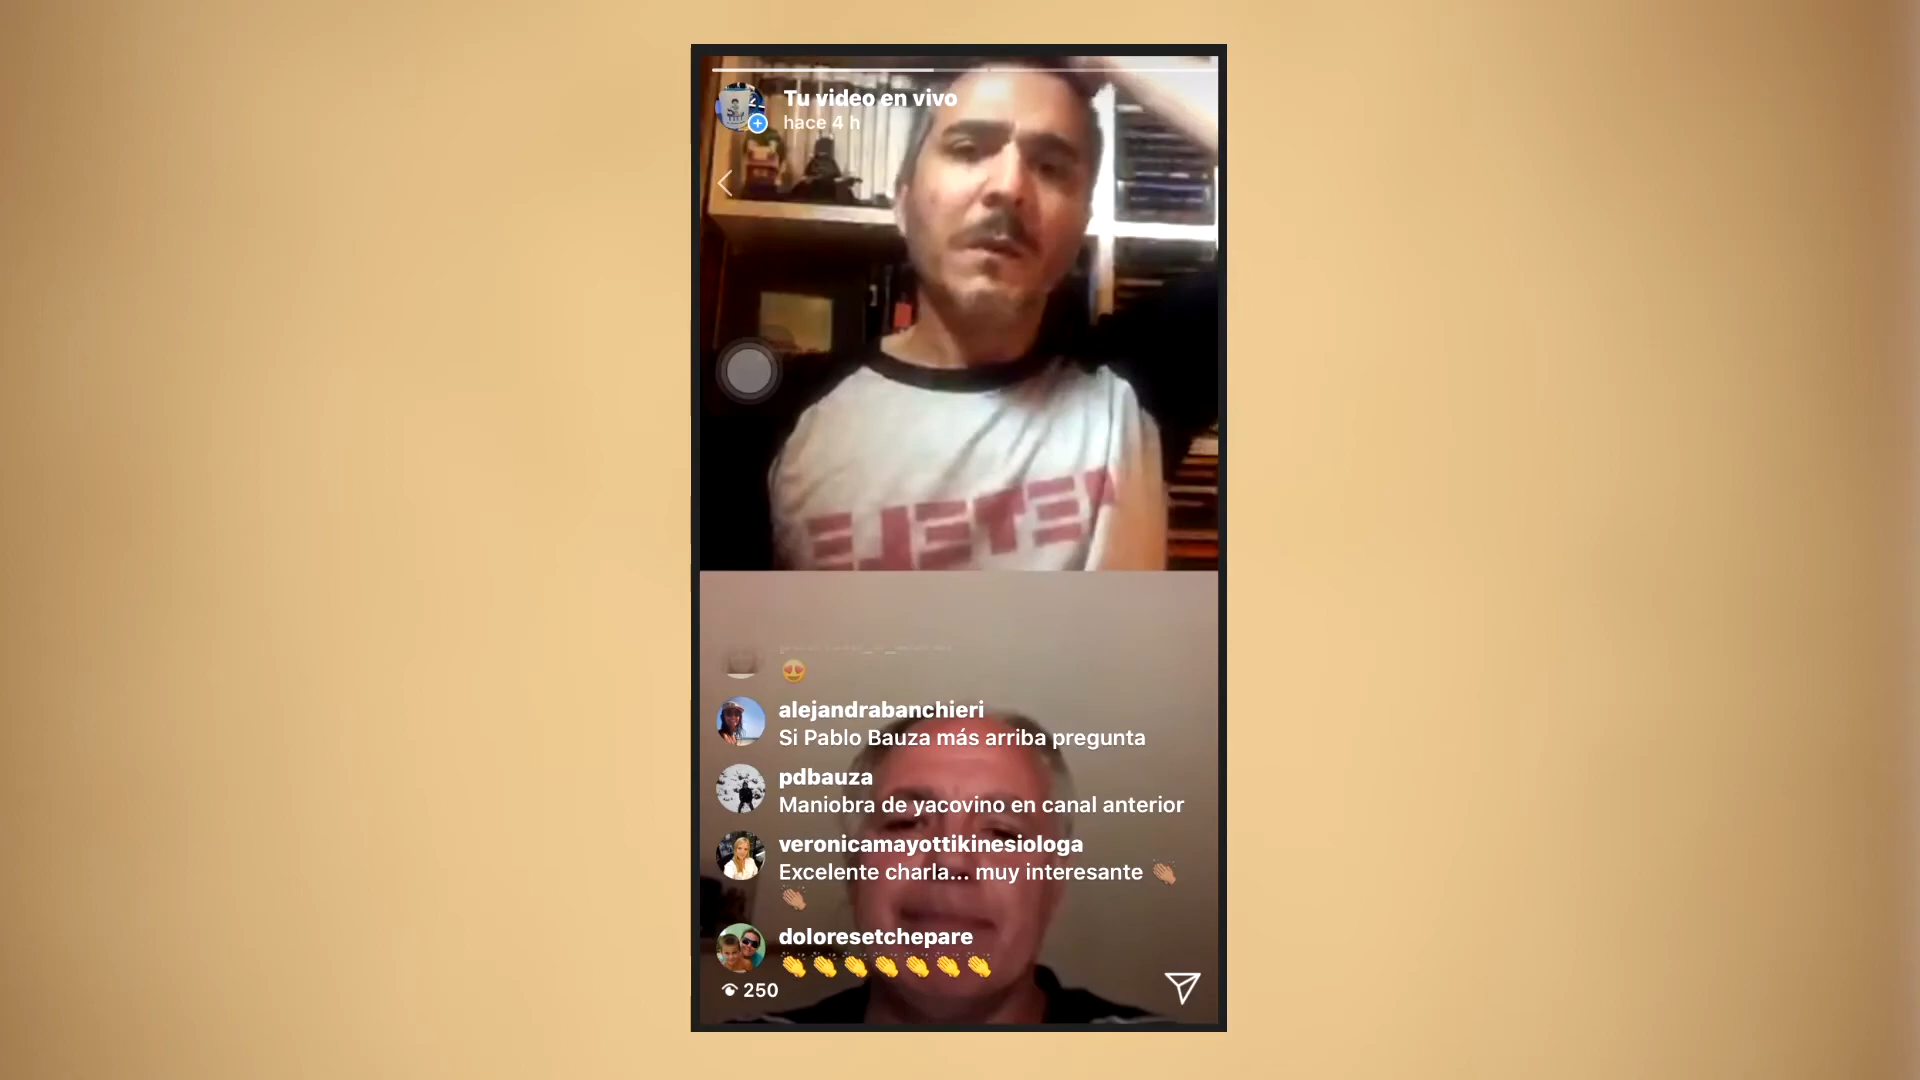 Tu video en vivo
hace 4 h
EJETE
😍
alejandrabanchieri
Si Pablo Bauza más arriba pregunta
pdbauza
Maniobra de yacovino en canal anterior
veronicamayottikinesiologa
Excelente charla... muy interesante 👏🏽
👏🏽
doloresetchepare
👏👏👏👏👏👏👏
250